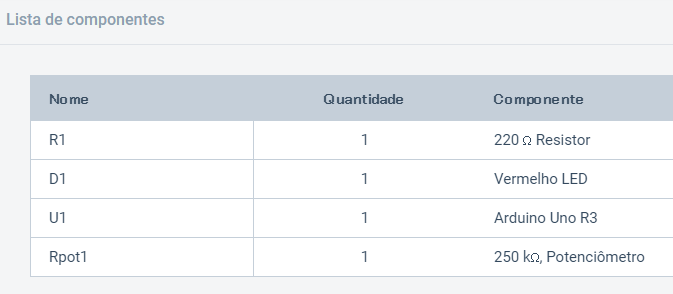 Lista de componentes
Nome Quantidade Componente
R1 1 220 Ω Resistor
D1 1 Vermelho LED
U1 1 Arduino Uno R3
Rpot1 1 250 kΩ, Potenciômetro